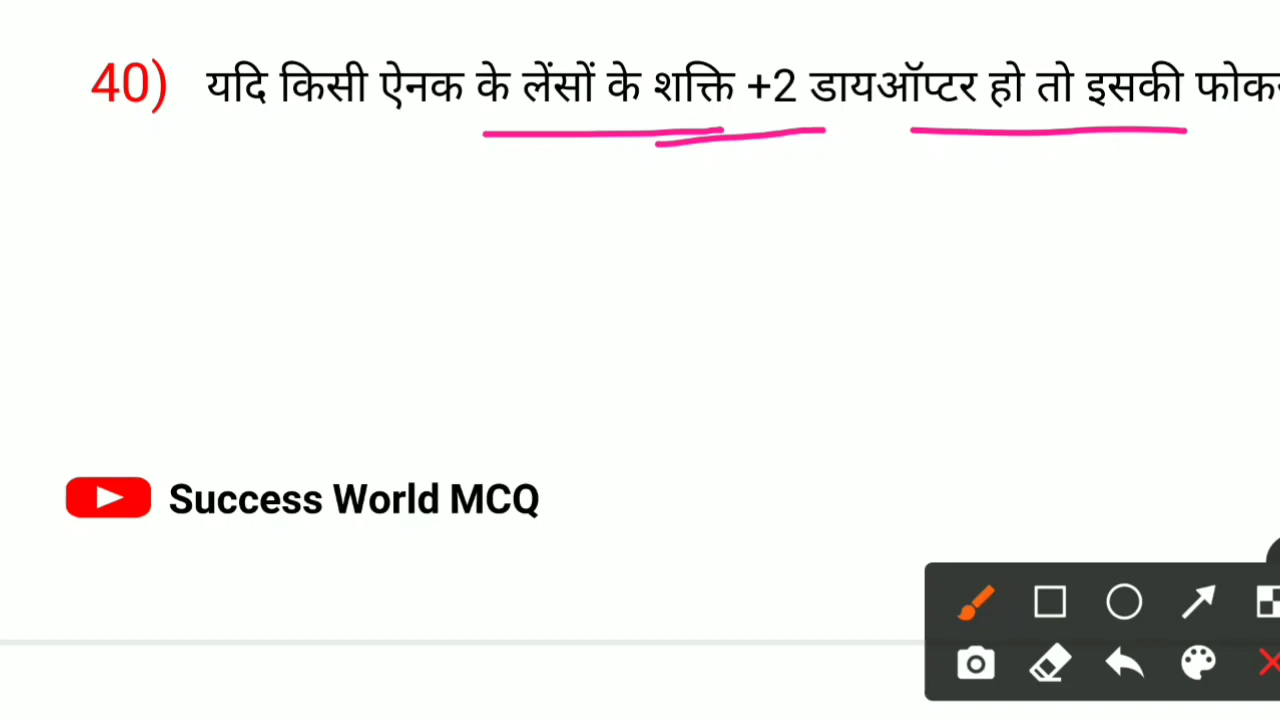 40) यदि किसी ऐनक के लेंसों के शक्ति +2 डायऑप्टर हो तो इसकी
Success World MCQ